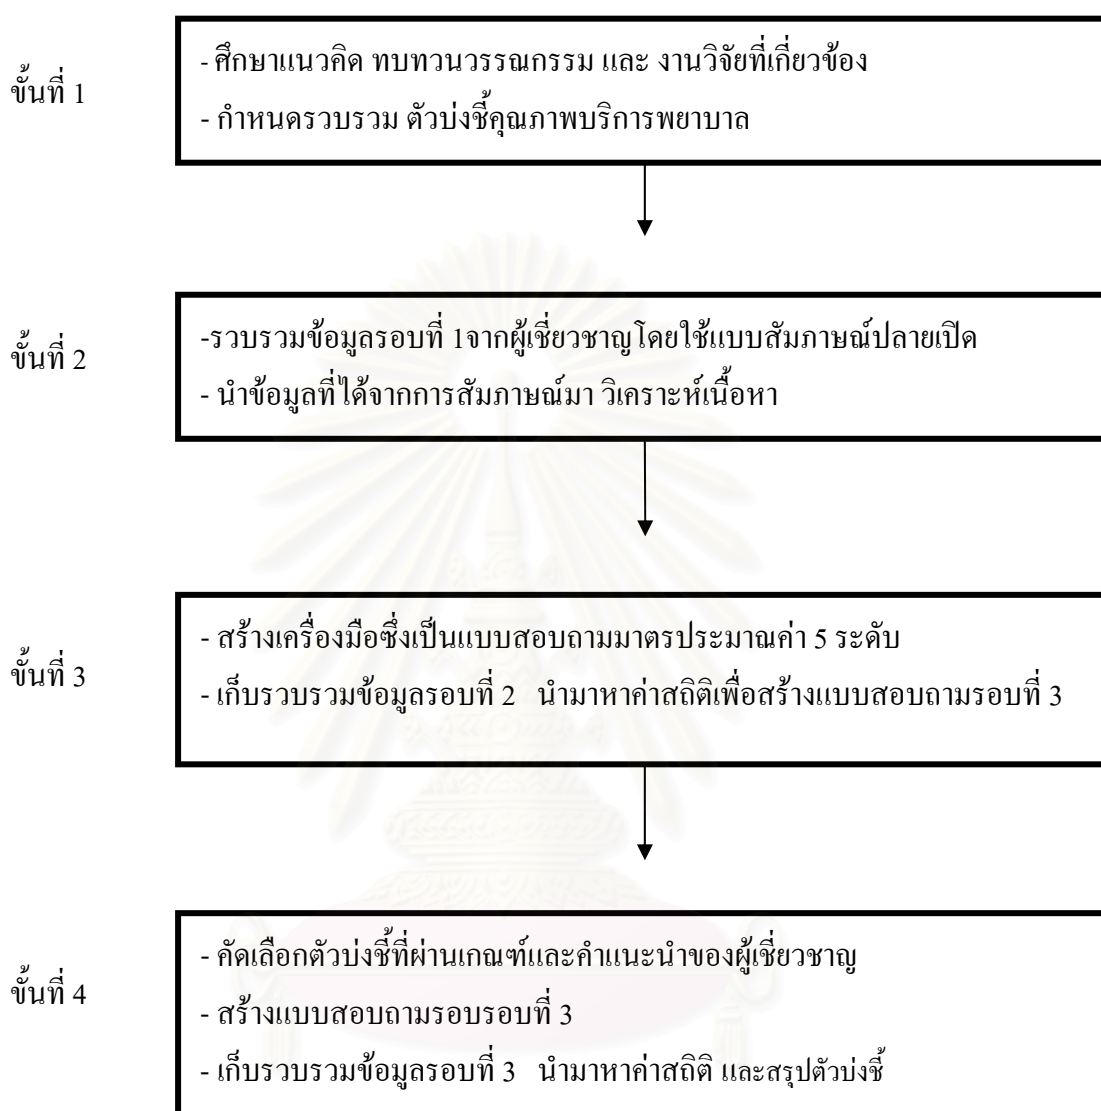 ขั้นที่ 1
- ศึกษาแนวคิด ทบทวนวรรณกรรม และ งานวิจัยที่เกี่ยวข้อง
- กำหนดรวบรวม ตัวบ่งชี้คุณภาพบริการพยาบาล
ขั้นที่ 2
-รวบรวมข้อมูลรอบที่ 1จากผู้เชี่ยวชาญโดยใช้แบบสัมภาษณ์ปลายเปิด
- นำข้อมูลที่ได้จากการสัมภาษณ์มา วิเคราะห์เนื้อหา
ขั้นที่ 3
- สร้างเครื่องมือซึ่งเป็นแบบสอบถามมาตรประมาณค่า 5 ระดับ
- เก็บรวบรวมข้อมูลรอบที่ 2 นำมาหาค่าสถิติเพื่อสร้างแบบสอบถามรอบที่ 3
ขั้นที่ 4
- คัดเลือกตัวบ่งชี้ที่ผ่านเกณฑ์และคำแนะนำของผู้เชี่ยวชาญ
- สร้างแบบสอบถามรอบรอบที่ 3
- เก็บรวบรวมข้อมูลรอบที่ 3 นำมาหาค่าสถิติ และสรุปตัวบ่งชี้